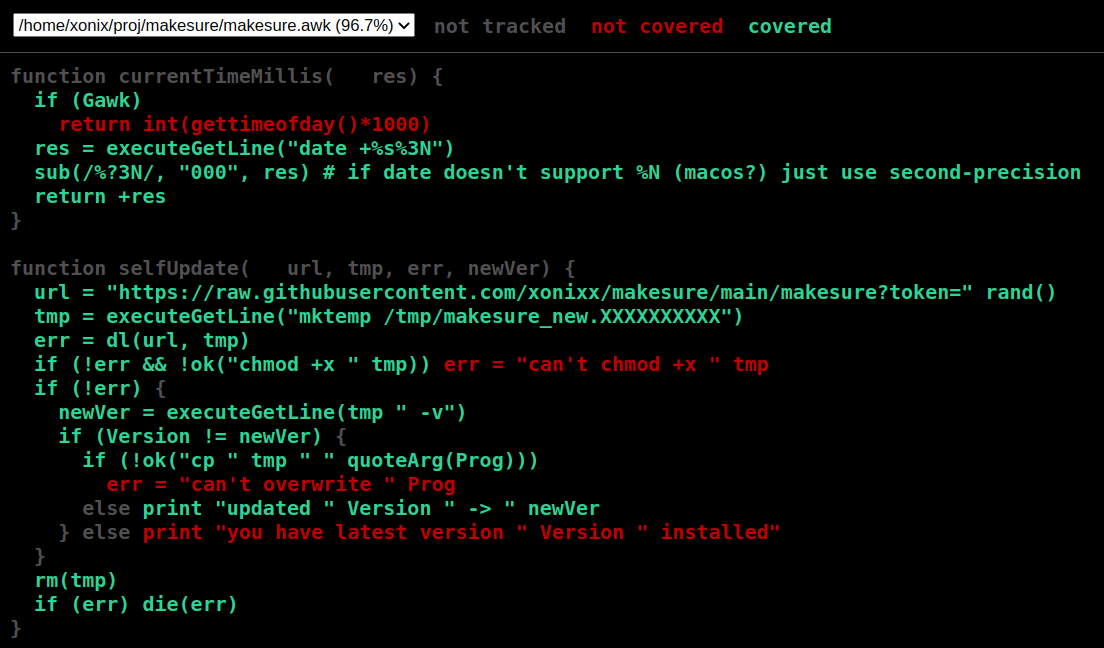 /home/xonix/proj/makesure/makesure.awk (96.7%) not tracked not covered covered
function currentTimeMillis(   res) {
  if (Gawk)
    return int(gettimeofday()*1000)
  res = executeGetLine("date +%s%3N")
  sub(/%?3N/, "000", res) # if date doesn't support %N (macos?) just use second-precision
  return +res
}

function selfUpdate(   url, tmp, err, newVer) {
  url = "https://raw.githubusercontent.com/xonixx/makesure/main/makesure?token=" rand()
  tmp = executeGetLine("mktemp /tmp/makesure_new.XXXXXXXXXX")
  err = dl(url, tmp)
  if (!err && !ok("chmod +x " tmp)) err = "can't chmod +x " tmp
  if (!err) {
    newVer = executeGetLine(tmp " -v")
    if (Version != newVer) {
      if (!ok("cp " tmp " " quoteArg(Prog)))
        err = "can't overwrite " Prog
      else print "updated " Version " -> " newVer
    } else print "you have latest version " Version " installed"
  }
  rm(tmp)
  if (err) die(err)
}